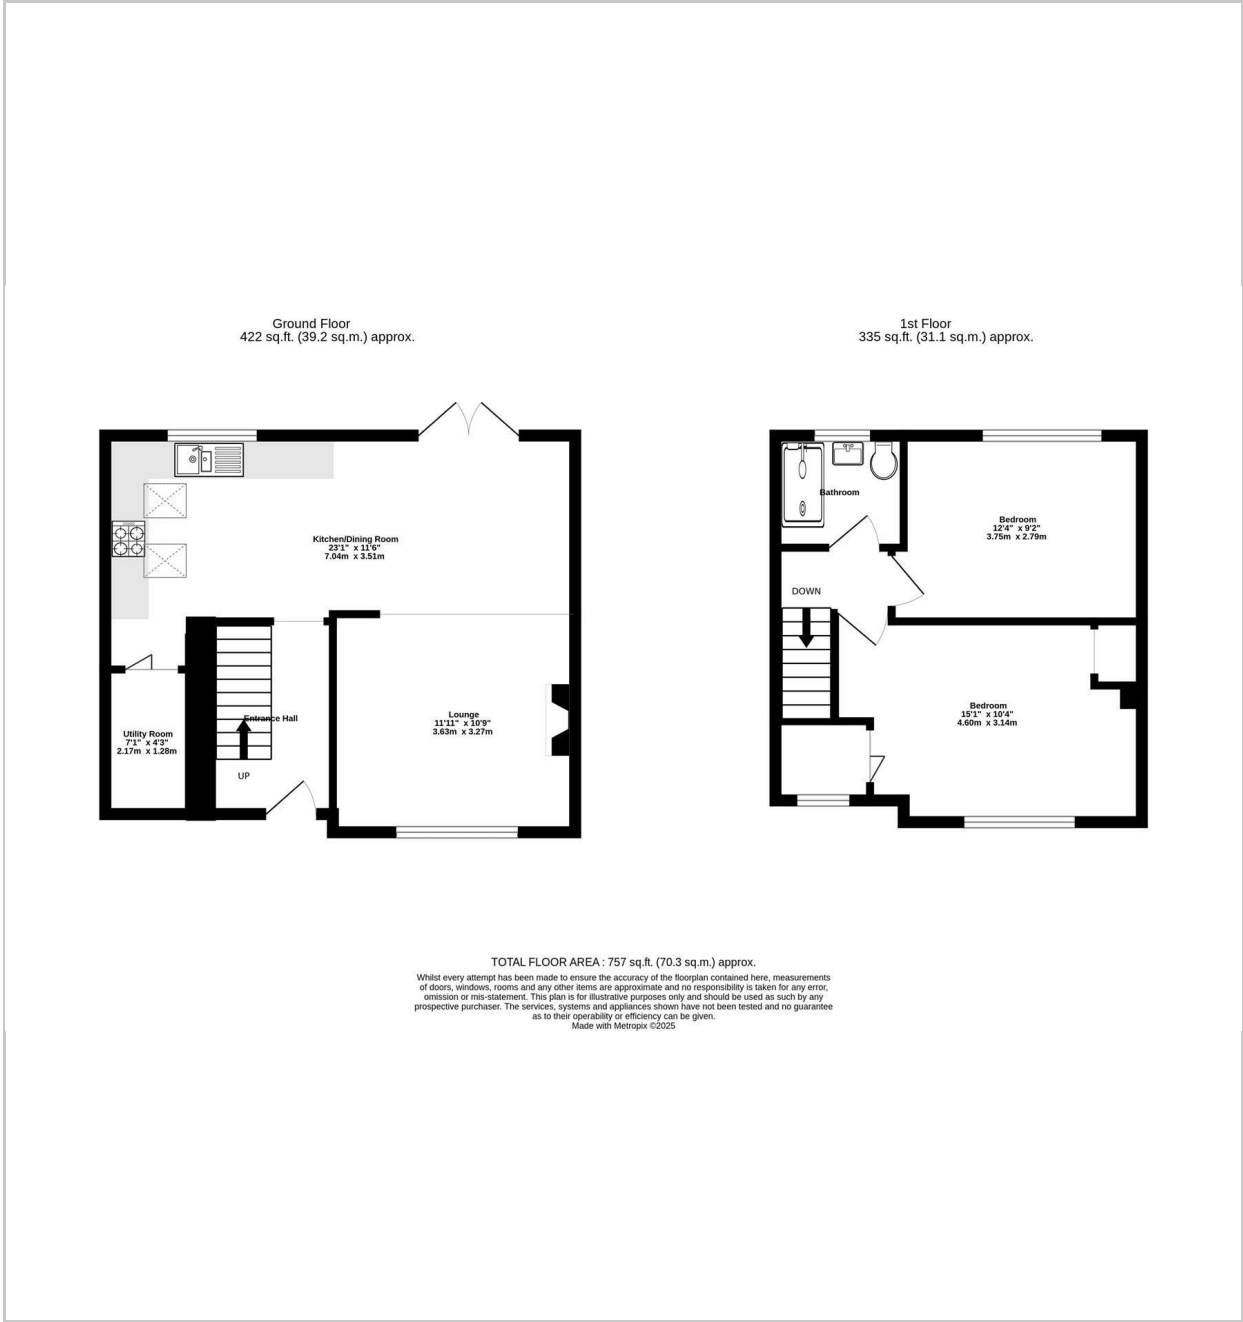 Ground Floor
422 sq.ft. (39.2 sq.m.) approx.
1st Floor
335 sq.ft. (31.1 sq.m.) approx.
Kitchen/Dining Room
23'1" x 11'6"
7.04m x 3.51m
Utility Room
7'1" x 4'3"
2.17m x 1.28m
Entrance Hall
UP
Lounge
11'11" x 10'9"
3.63m x 3.27m
Bathroom
Bedroom
12'4" x 9'2"
3.75m x 2.79m
DOWN
Bedroom
15'1" x 10'4"
4.60m x 3.14m
TOTAL FLOOR AREA : 757 sq.ft. (70.3 sq.m.) approx.
Whilst every attempt has been made to ensure the accuracy of the floorplan contained here, measurements
of doors, windows, rooms and any other items are approximate and no responsibility is taken for any error,
omission or mis-statement. This plan is for illustrative purposes only and should be used as such by any
prospective purchaser. The services, systems and appliances shown have not been tested and no guarantee
as to their operability or efficiency can be given.
Made with Metropix ©2025